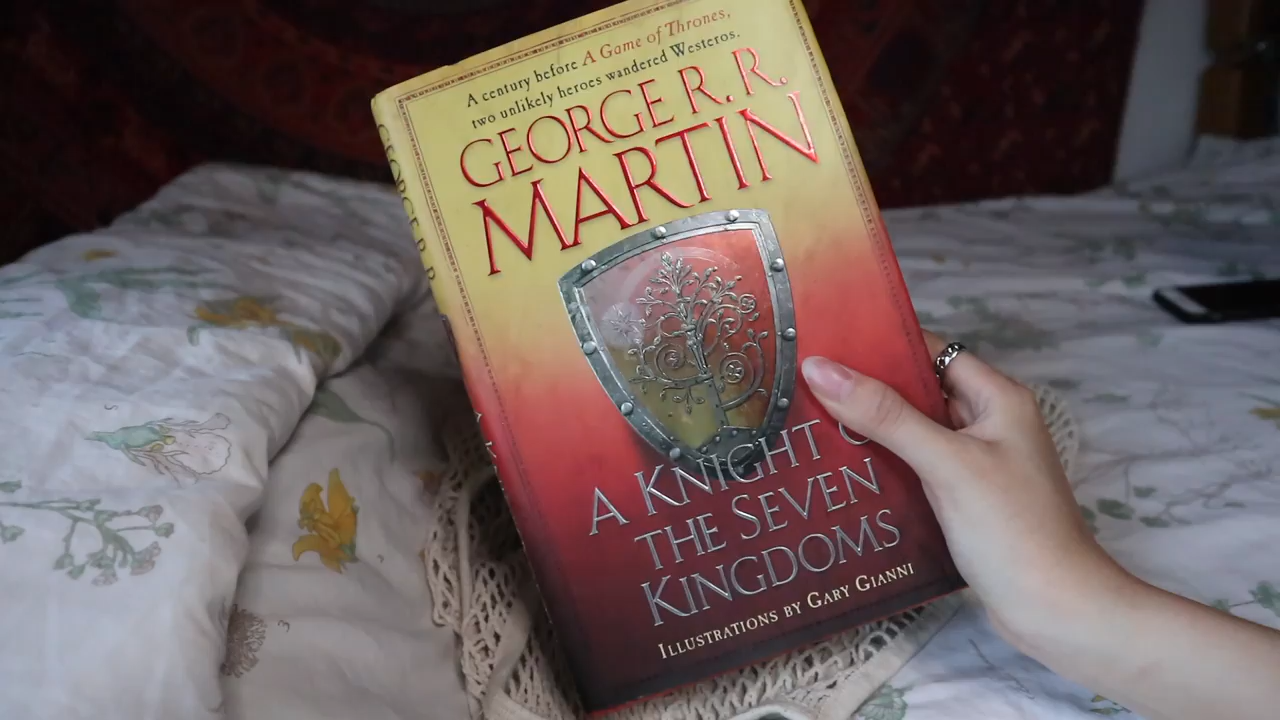 A century before A Game of Thrones,
two unlikely heroes wandered Westeros.
GEORGE R. R.
MARTIN
A KNIGHT O
THE SEVEN
KINGDOMS
ILLUSTRATIONS BY GARY GIANNI
GEORGE R